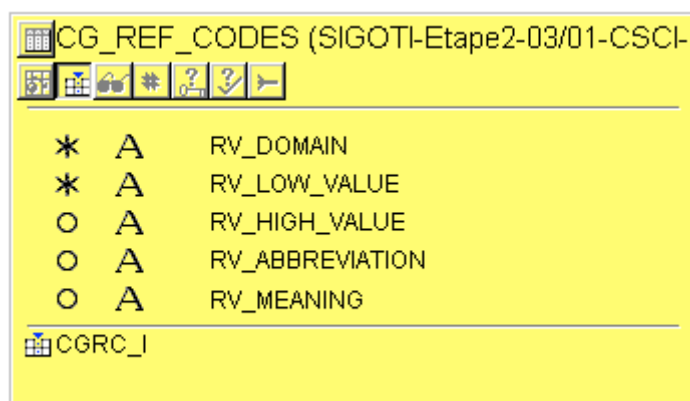 CG_REF_CODES (SIGOTI-Etape2-03/01-CSCI-
* A RV_DOMAIN
* A RV_LOW_VALUE
O A RV_HIGH_VALUE
O A RV_ABBREVIATION
O A RV_MEANING
CGRC_I